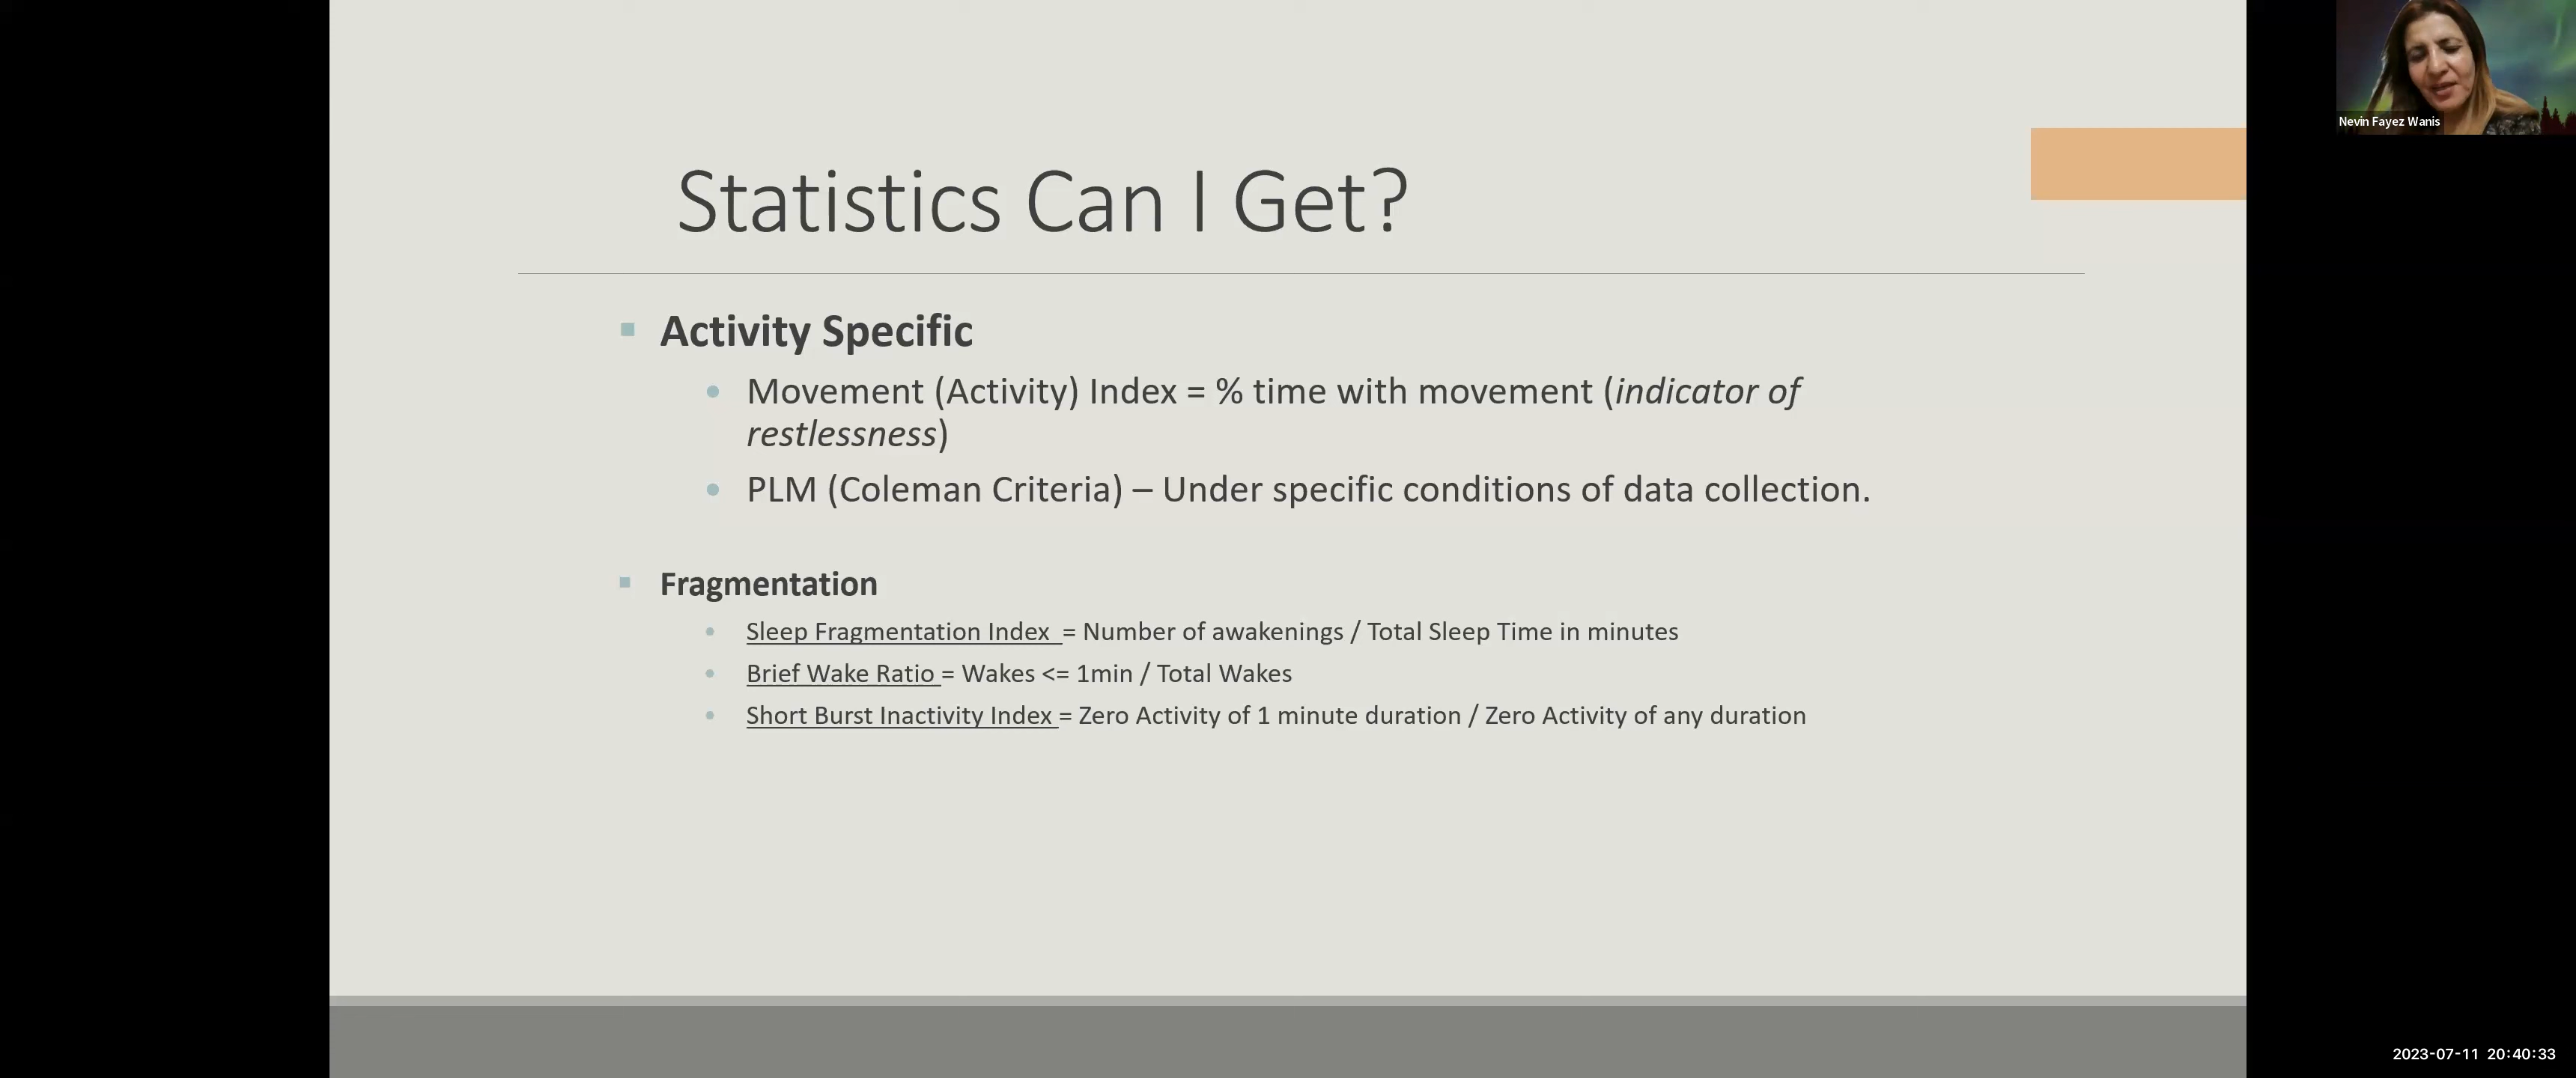 Nevin Fayez Wanis
Statistics Can I Get?
Activity Specific
Movement (Activity) Index = % time with movement (indicator of
restlessness)
PLM (Coleman Criteria) – Under specific conditions of data collection.
Fragmentation
Sleep Fragmentation Index = Number of awakenings / Total Sleep Time in minutes
Brief Wake Ratio = Wakes <= 1min / Total Wakes
Short Burst Inactivity Index = Zero Activity of 1 minute duration / Zero Activity of any duration
2023-07-11 20:40:33